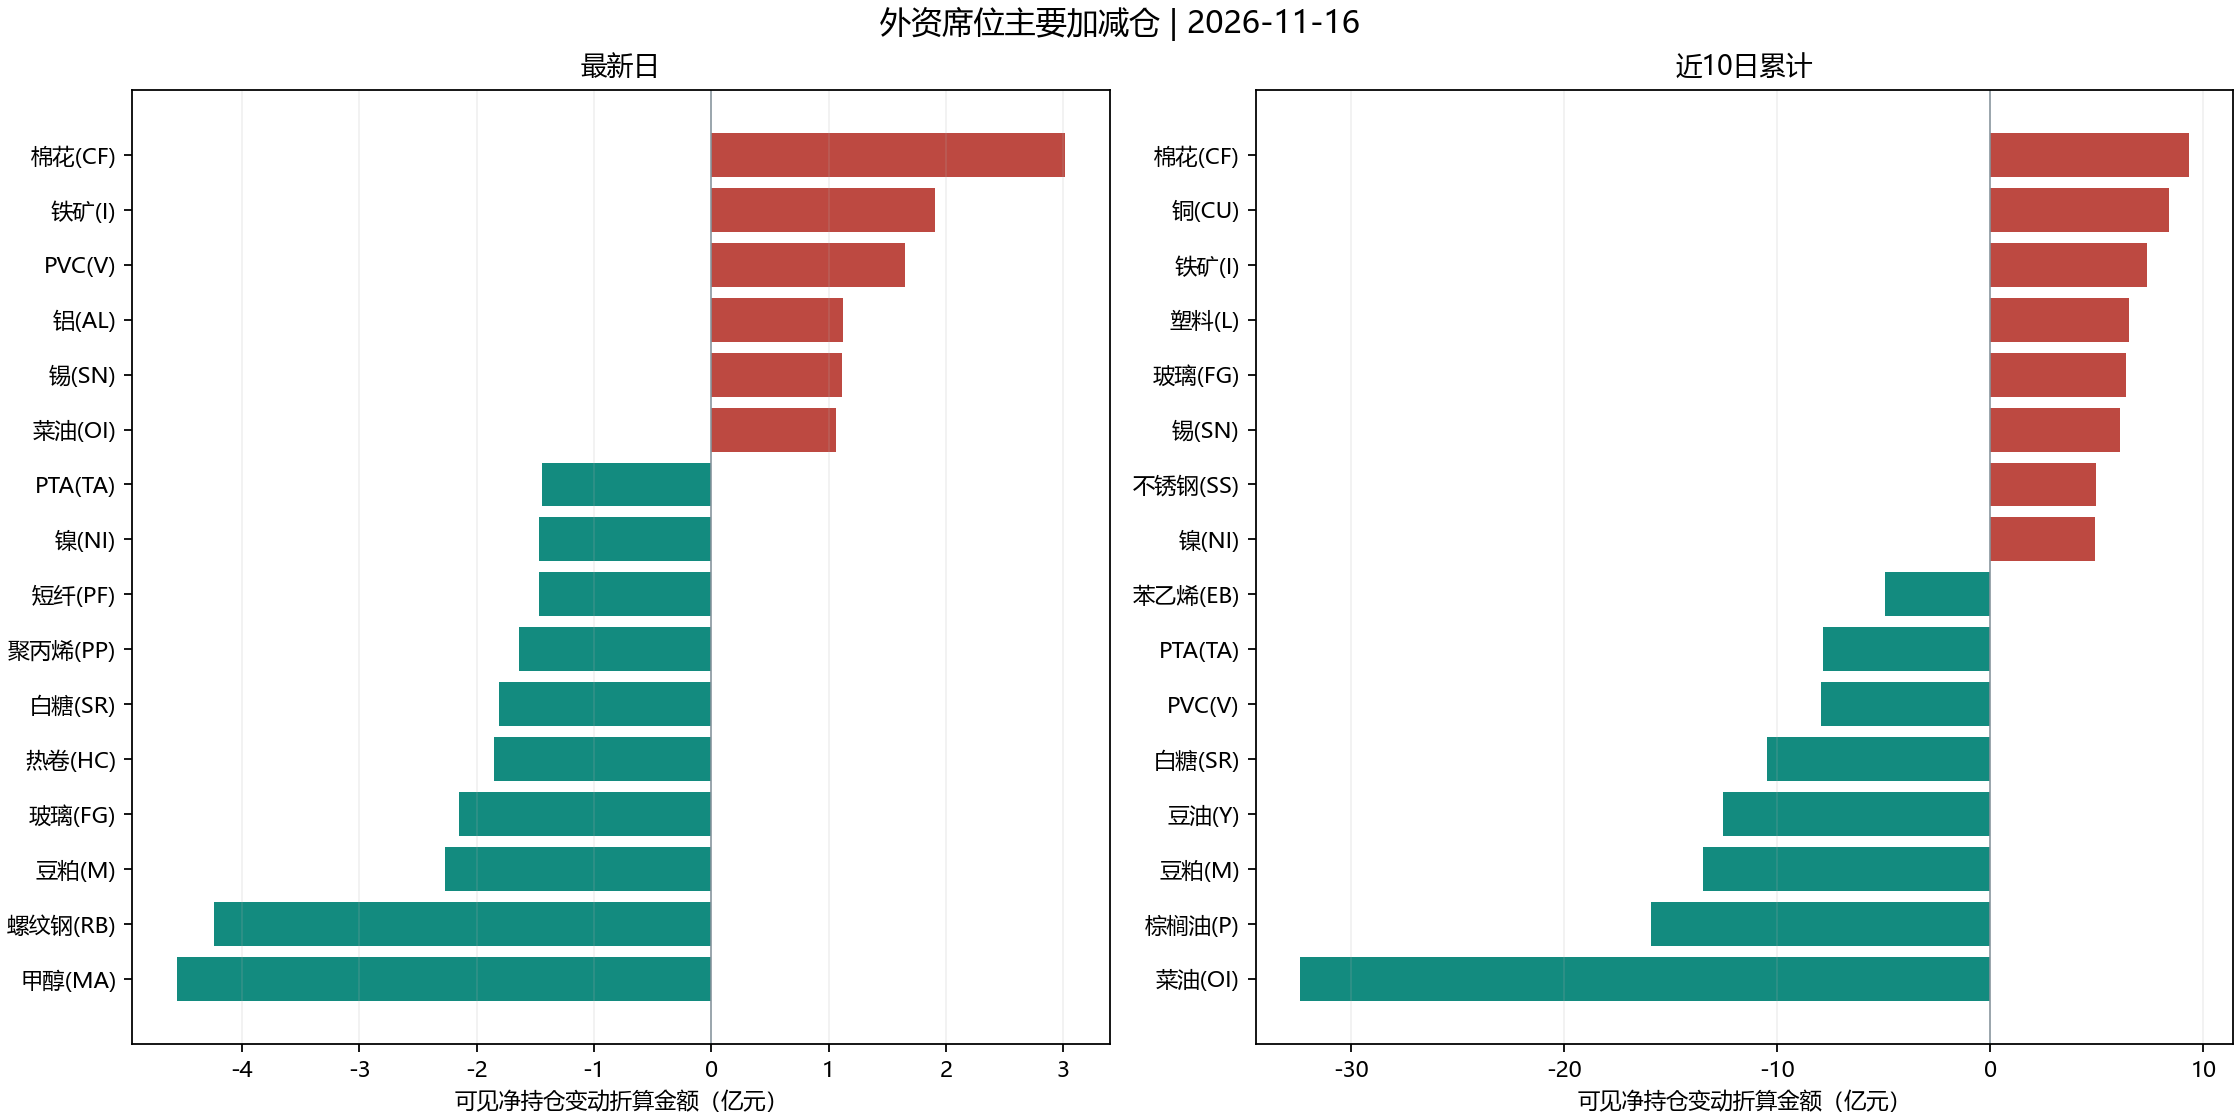 外资席位主要加减仓 | 2026-11-16
最新日
棉花(CF)
铁矿(I)
PVC(V)
铝(AL)
锡(SN)
菜油(OI)
PTA(TA)
镍(NI)
短纤(PF)
聚丙烯(PP)
白糖(SR)
热卷(HC)
玻璃(FG)
豆粕(M)
螺纹钢(RB)
甲醇(MA)
-4 -3 -2 -1 0 1 2 3
可见净持仓变动折算金额（亿元）
近10日累计
棉花(CF)
铜(CU)
铁矿(I)
塑料(L)
玻璃(FG)
锡(SN)
不锈钢(SS)
镍(NI)
苯乙烯(EB)
PTA(TA)
PVC(V)
白糖(SR)
豆油(Y)
豆粕(M)
棕榈油(P)
菜油(OI)
-30 -20 -10 0 10
可见净持仓变动折算金额（亿元）